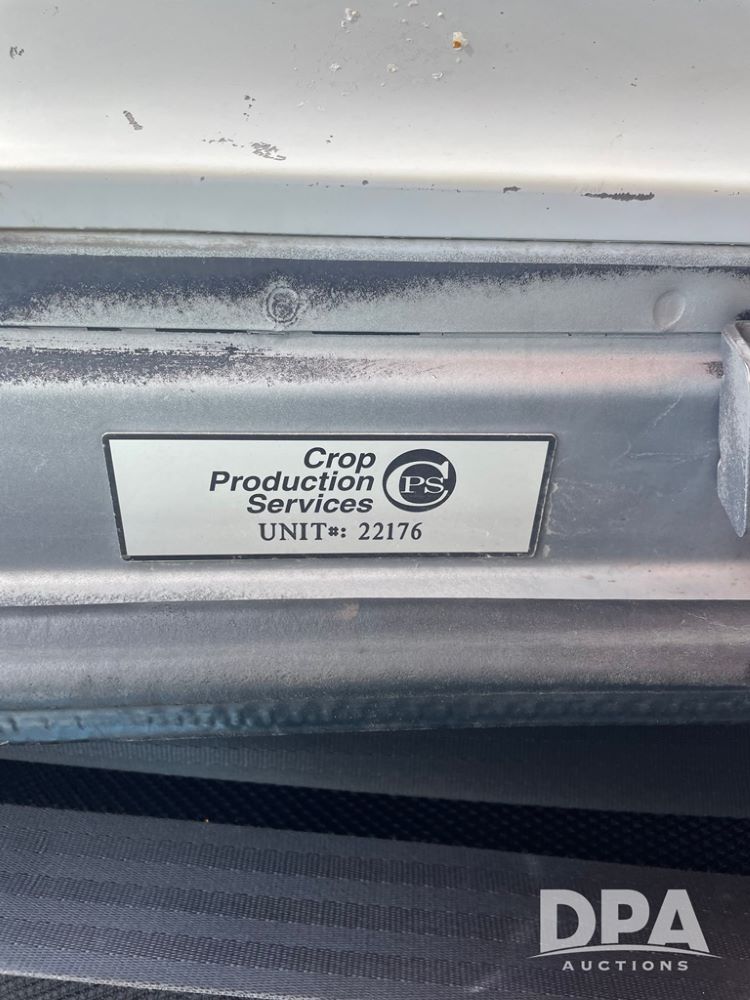 Crop
Production
Services
CPS
UNIT#: 22176
DPA
AUCTIONS